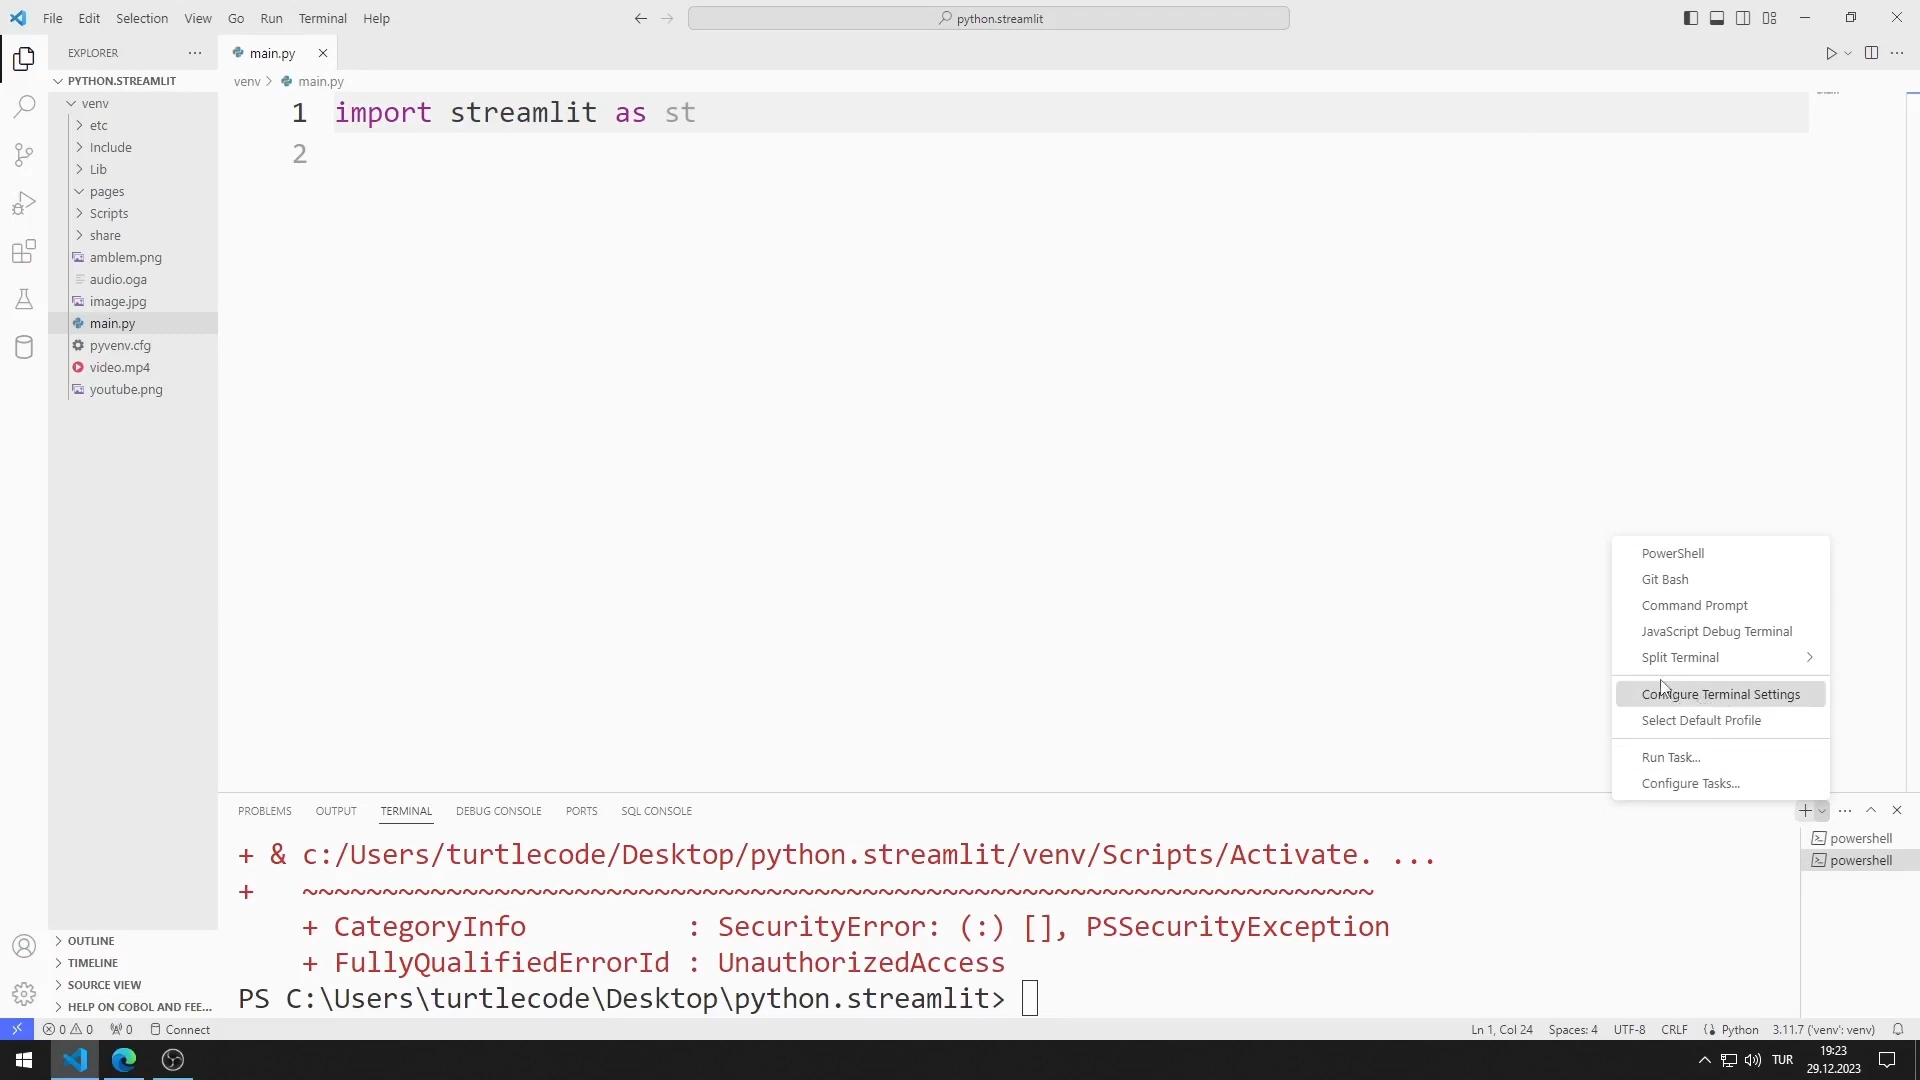 File Edit Selection View Go Run Terminal Help
python.streamlit
EXPLORER
main.py
PYTHON.STREAMLIT
venv
etc
Include
Lib
pages
Scripts
share
amblem.png
audio.oga
image.jpg
main.py
pyvenv.cfg
video.mp4
youtube.png
venv > main.py
1 import streamlit as st
2
PowerShell
Git Bash
Command Prompt
JavaScript Debug Terminal
Split Terminal
Configure Terminal Settings
Select Default Profile
Run Task...
Configure Tasks...
PROBLEMS OUTPUT TERMINAL DEBUG CONSOLE PORTS SQL CONSOLE
+ & c:/Users/turtlecode/Desktop/python.streamlit/venv/Scripts/Activate. ...
+ ~~~~~~~~~~~~~~~~~~~~~~~~~~~~~~~~~~~~~~~~~~~~~~~~~~~~~~~~~~~~~~~~~~~
+ CategoryInfo : SecurityError: (:) [], PSSecurityException
+ FullyQualifiedErrorId : UnauthorizedAccess
PS C:\Users\turtlecode\Desktop\python.streamlit>
powershell
powershell
OUTLINE
TIMELINE
SOURCE VIEW
HELP ON COBOL AND FEE...
0 0 0 Connect
Ln 1, Col 24 Spaces: 4 UTF-8 CRLF Python 3.11.7 ('venv': venv)
TUR
19:23
29.12.2023